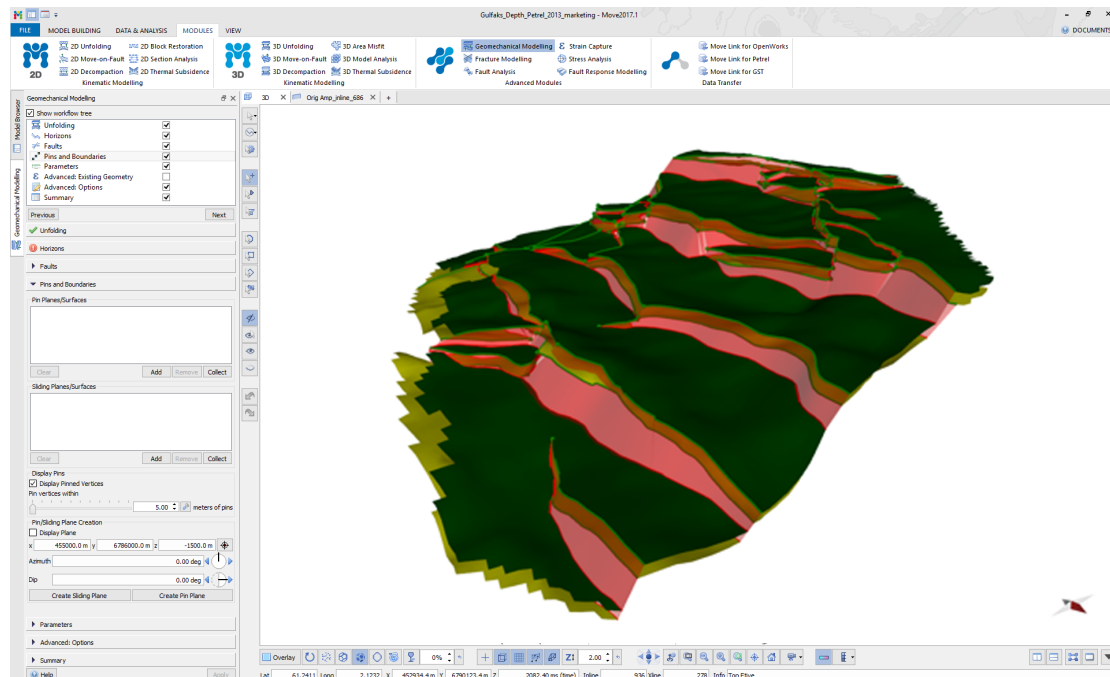 Gulfaks_Depth_Petrel_2013_marketing - Move2017.1
FILE MODEL BUILDING DATA & ANALYSIS MODULES VIEW DOCUMENTS
2D Unfolding 2D Block Restoration 3D Unfolding 3D Area Misfit Geomechanical Modelling Strain Capture Move Link for OpenWorks
2D Move-on-Fault 2D Section Analysis 3D Move-on-Fault 3D Model Analysis Fracture Modelling Stress Analysis Move Link for Petrel
2D 2D Decompaction 2D Thermal Subsidence 3D 3D Decompaction 3D Thermal Subsidence Fault Analysis Fault Response Modelling Move Link for GST
Kinematic Modelling Kinematic Modelling Advanced Modules Data Transfer
Geomechanical Modelling 3D Orig Amp_inline_686
Model Browser
Geomechanical Modelling
Show workflow tree
Unfolding
Horizons
Faults
Pins and Boundaries
Parameters
Advanced: Existing Geometry
Advanced: Options
Summary
Previous Next
Unfolding
Horizons
Faults
Pins and Boundaries
Pin Planes/Surfaces
Clear Add Remove Collect
Sliding Planes/Surfaces
Clear Add Remove Collect
Display Pins
Display Pinned Vertices
Pin vertices within
5.00 meters of pins
Pin/Sliding Plane Creation
Display Plane
x 455000.0 m y 6786000.0 m z -1500.0 m
Azimuth 0.00 deg
Dip 0.00 deg
Create Sliding Plane Create Pin Plane
Parameters
Advanced: Options
Summary
Overlay 0% Z: 2.00
Help Apply
Lat 61.2411 Long 2.1232 X 452934.4 m Y 6790123.4 m Z 2082.40 ms (time) Inline 936 Xline 278 Info Top Etive